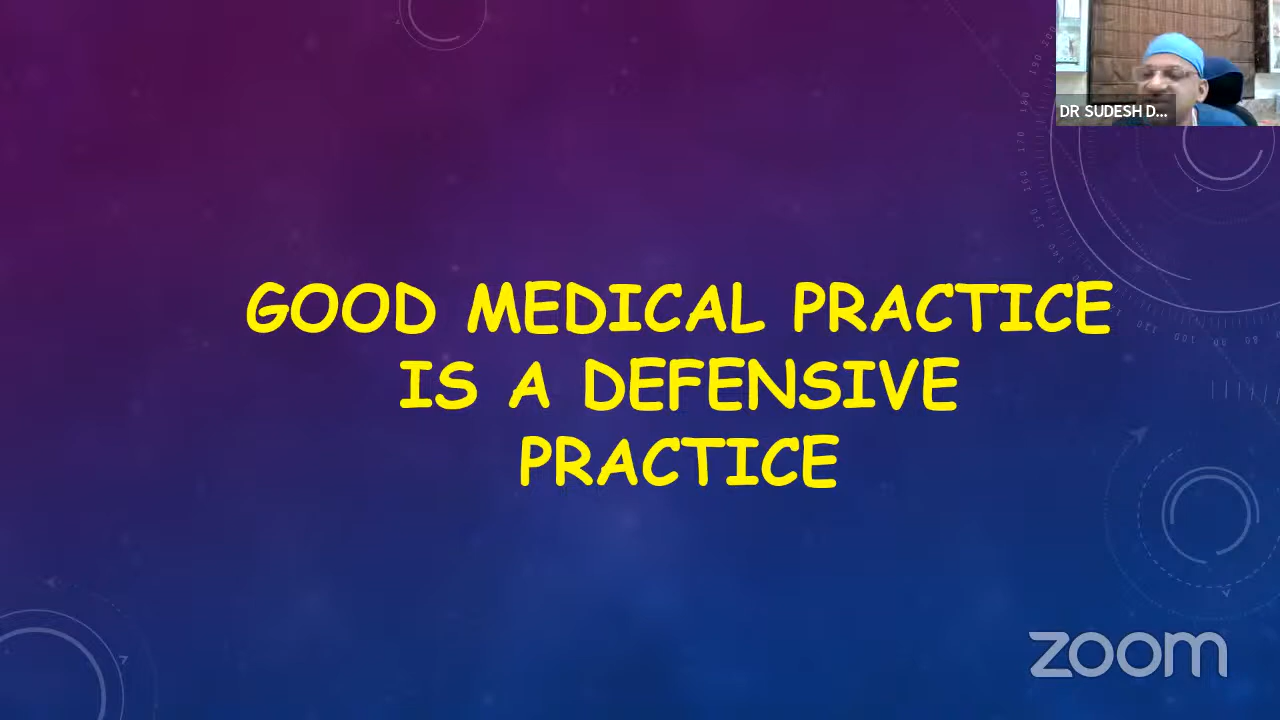 DR SUDESH D...
GOOD MEDICAL PRACTICE
IS A DEFENSIVE
PRACTICE
zoom